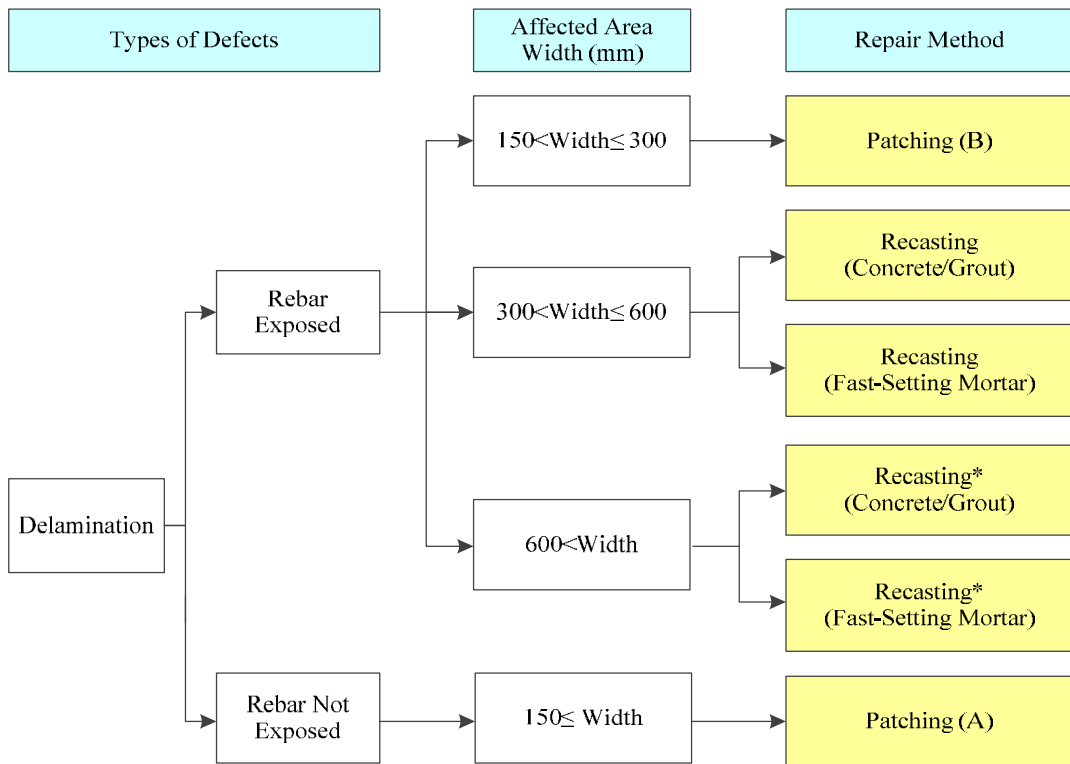 Types of Defects
Affected Area
Width (mm)
Repair Method
150<Width≤ 300
Patching (B)
Rebar
Exposed
300<Width≤ 600
Recasting
(Concrete/Grout)
Recasting
(Fast-Setting Mortar)
Delamination
600<Width
Recasting*
(Concrete/Grout)
Recasting*
(Fast-Setting Mortar)
Rebar Not
Exposed
150≤ Width
Patching (A)